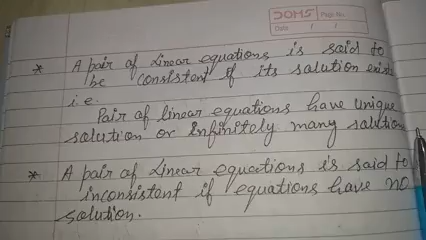 DOMS Page No.
Date / /
* A pair of Linear equations is said to
be consistent if its solution exists
i.e.
Pair of linear equations have unique
solution or Infinitely many solutions
* A pair of Linear equations is said to
inconsistent if equations have no
solution.